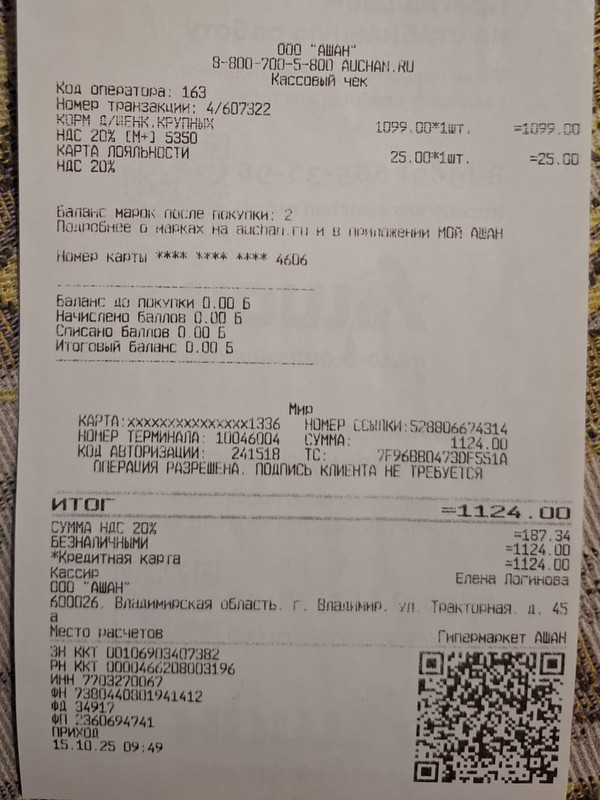 ООО "АШАН"
8-800-700-5-800 AUCHAN.RU
Кассовый чек
Код оператора: 163
Номер транзакции: 4/607322
КОРМ Д/ЩЕНК.КРУПНЫХ 1099.00*1шт. =1099.00
НДС 20% [М+] 5350
КАРТА ЛОЯЛЬНОСТИ 25.00*1шт. =25.00
НДС 20%
Баланс марок после покупки: 2
Подробнее о марках на auchan.ru и в приложении МОЙ АШАН
Номер карты **** **** **** 4606
Баланс до покупки 0.00 Б
Начислено баллов 0.00 Б
Списано баллов 0.00 Б
Итоговый баланс 0.00 Б
Мир
КАРТА:xxxxxxxxxxxxxxx1336 НОМЕР ССЫЛКИ:528806674314
НОМЕР ТЕРМИНАЛА: 10046004 СУММА: 1124.00
КОД АВТОРИЗАЦИИ: 241518 TC: 7F96BB0473DF551A
ОПЕРАЦИЯ РАЗРЕШЕНА. ПОДПИСЬ КЛИЕНТА НЕ ТРЕБУЕТСЯ
ИТОГ =1124.00
СУММА НДС 20% =187.34
БЕЗНАЛИЧНЫМИ =1124.00
*Кредитная карта =1124.00
Кассир Елена Логинова
ООО "АШАН"
600026, Владимирская область, г. Владимир, ул. Тракторная, д. 45
а
Место расчетов Гипермаркет АШАН
ЗН ККТ 00106903407382
РН ККТ 0000466208003196
ИНН 7703270067
ФН 7380440801941412
ФД 34917
ФП 2360694741
ПРИХОД
15.10.25 09:49